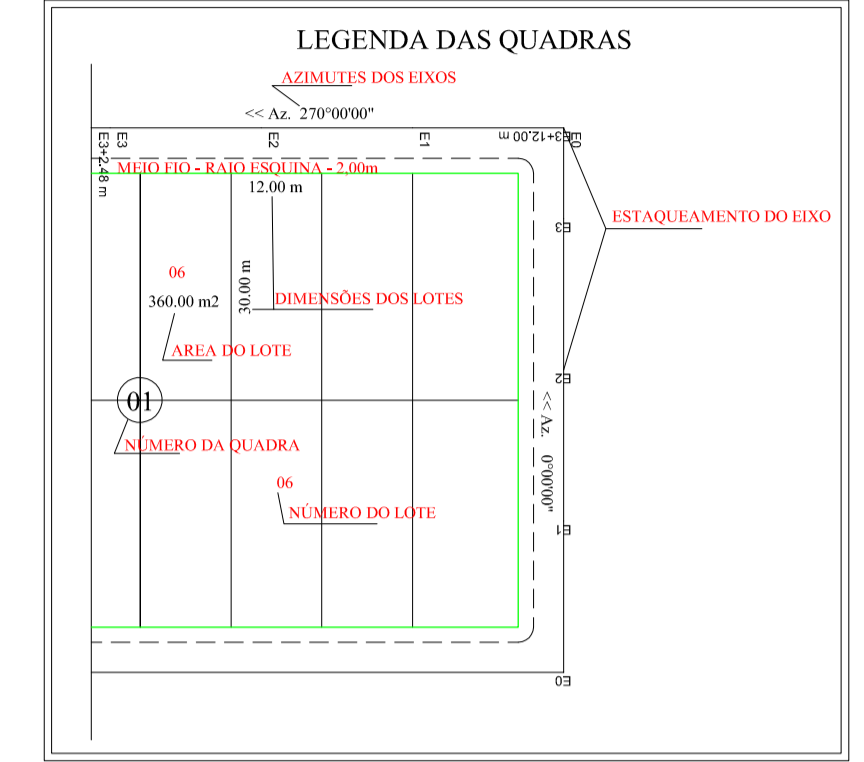 LEGENDA DAS QUADRAS
AZIMUTES DOS EIXOS
<< Az. 270°00'00"
E3+2.48 m
E3
E2
E1
E3+12.00 m
E0
MEIO FIO - RAIO ESQUINA - 2,00m
12.00 m
ESTAQUEAMENTO DO EIXO
E3
06
360.00 m2
30.00 m
DIMENSÕES DOS LOTES
AREA DO LOTE
E2
01
<< Az. 0°00'00"
NÚMERO DA QUADRA
06
NÚMERO DO LOTE
E1
E0